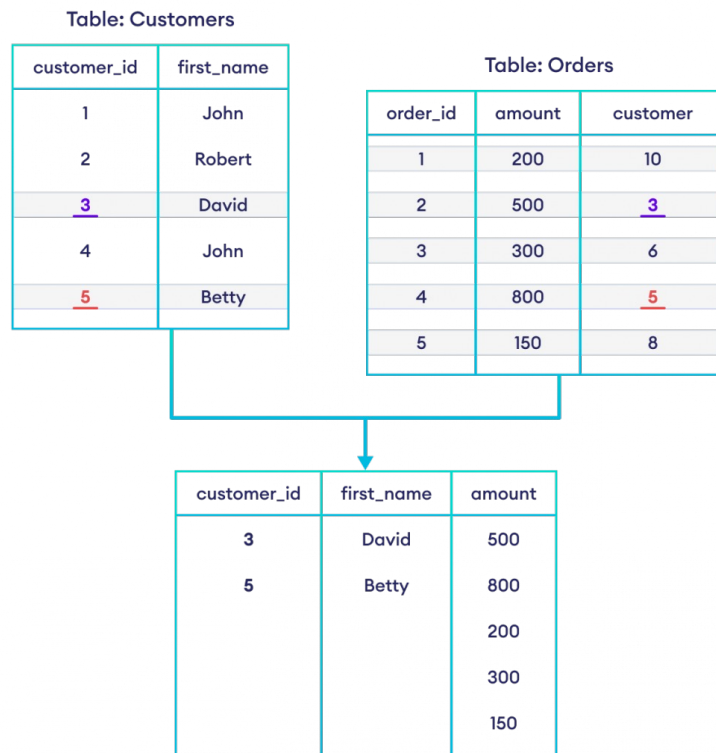 Table: Customers
customer_id first_name
1 John
2 Robert
3 David
4 John
5 Betty
Table: Orders
order_id amount customer
1 200 10
2 500 3
3 300 6
4 800 5
5 150 8
customer_id first_name amount
3 David 500
5 Betty 800
200
300
150